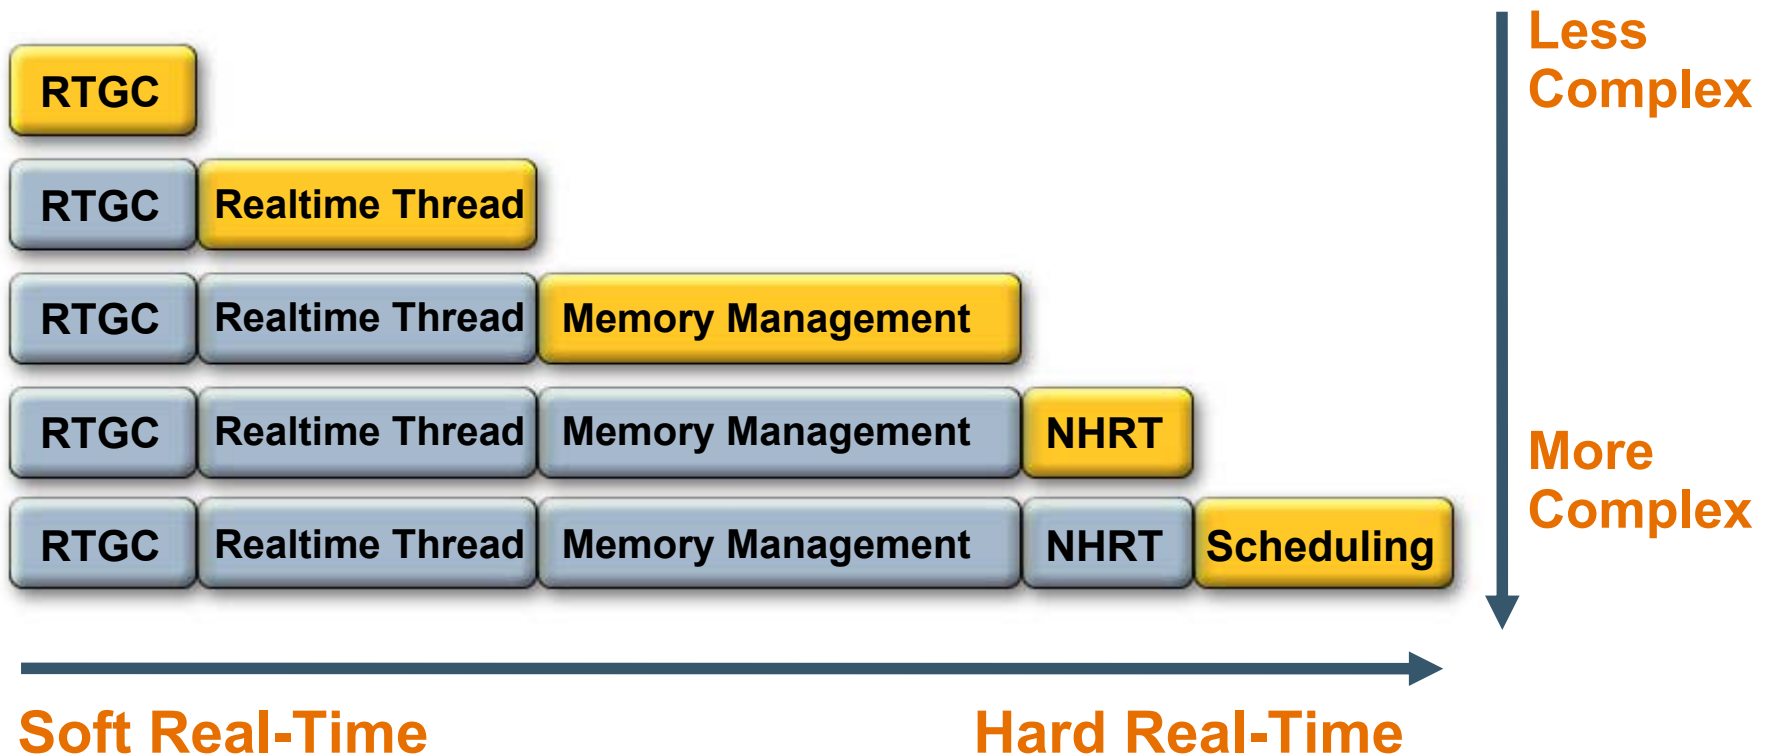 Less
Complex
RTGC
RTGC Realtime Thread
RTGC Realtime Thread Memory Management
RTGC Realtime Thread Memory Management NHRT
More
Complex
RTGC Realtime Thread Memory Management NHRT Scheduling
Soft Real-Time Hard Real-Time